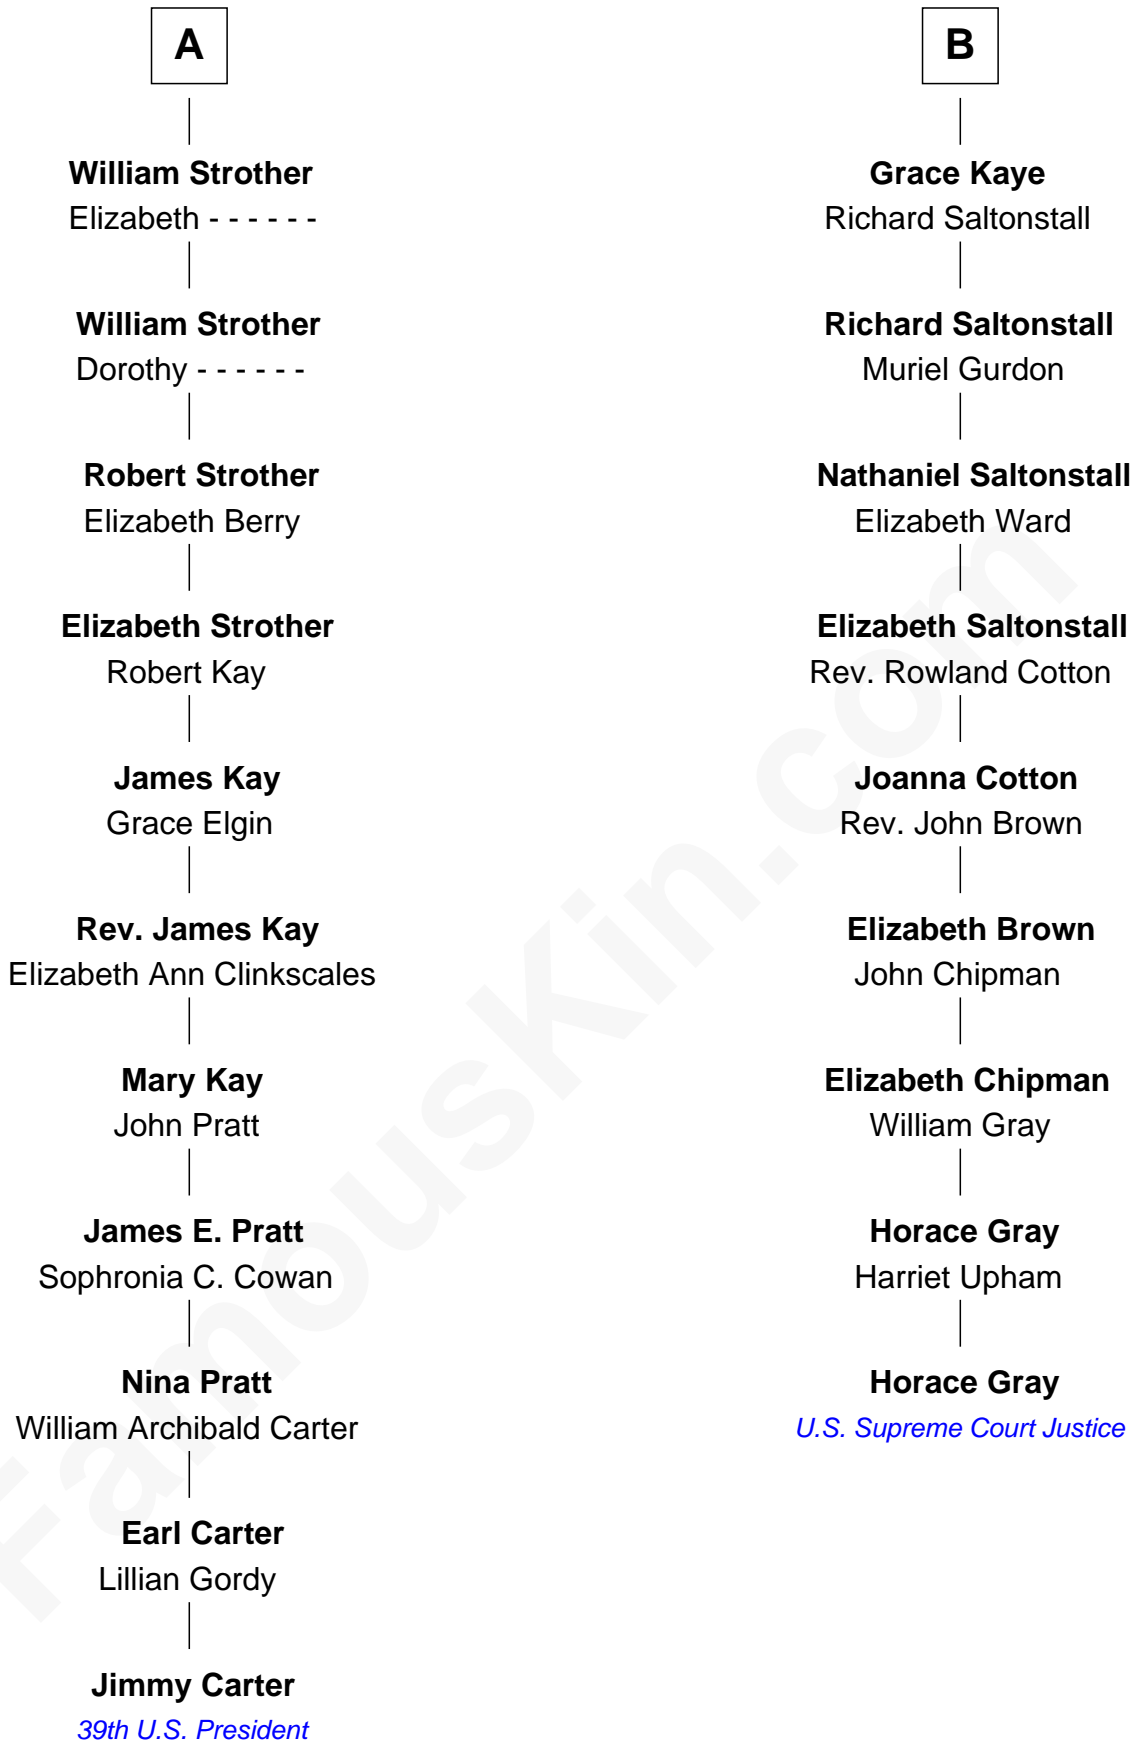 A
William Strother
Elizabeth - - - - - -
William Strother
Dorothy - - - - - -
Robert Strother
Elizabeth Berry
Elizabeth Strother
Robert Kay
James Kay
Grace Elgin
Rev. James Kay
Elizabeth Ann Clinkscales
Mary Kay
John Pratt
James E. Pratt
Sophronia C. Cowan
Nina Pratt
William Archibald Carter
Earl Carter
Lillian Gordy
Jimmy Carter
39th U.S. President
B
Grace Kaye
Richard Saltonstall
Richard Saltonstall
Muriel Gurdon
Nathaniel Saltonstall
Elizabeth Ward
Elizabeth Saltonstall
Rev. Rowland Cotton
Joanna Cotton
Rev. John Brown
Elizabeth Brown
John Chipman
Elizabeth Chipman
William Gray
Horace Gray
Harriet Upham
Horace Gray
U.S. Supreme Court Justice
FamousKin.com